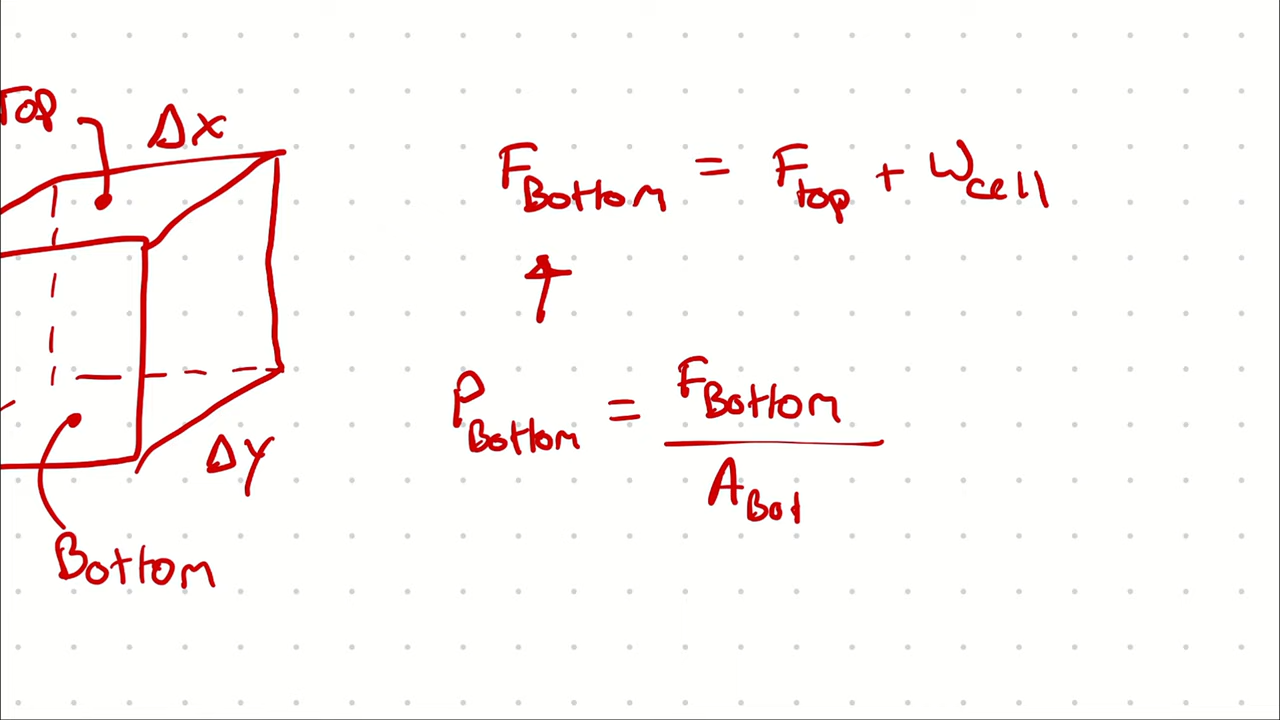 Top
Δx
F_Bottom = F_top + W_cell
P_Bottom = F_Bottom / A_Bot
Δy
Bottom